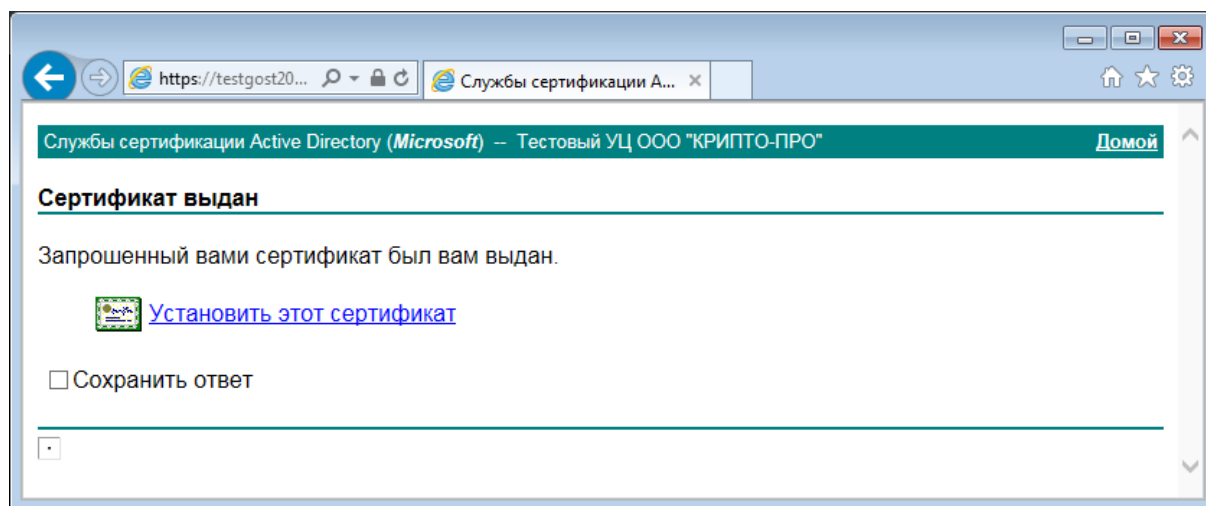 https://testgost20...
Службы сертификации А...
Службы сертификации Active Directory (Microsoft) -- Тестовый УЦ ООО "КРИПТО-ПРО"
Домой
Сертификат выдан
Запрошенный вами сертификат был вам выдан.
Установить этот сертификат
Сохранить ответ